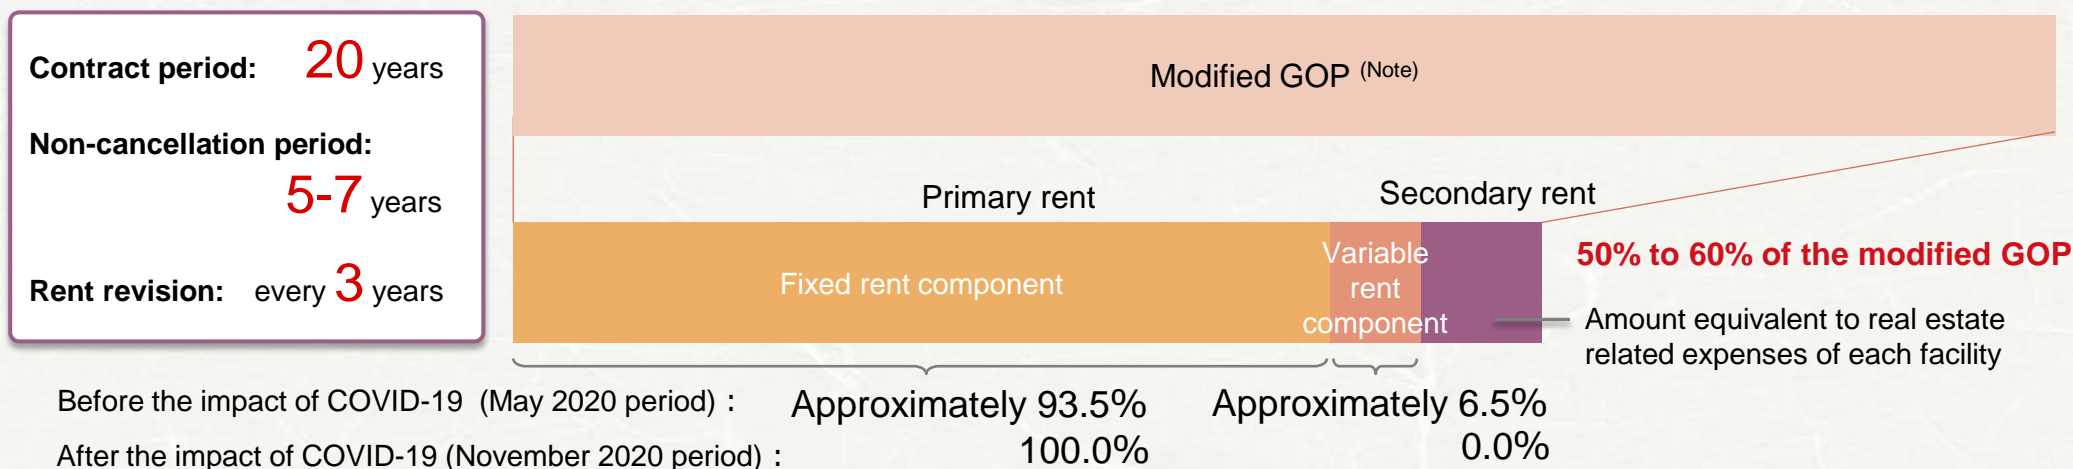 Contract period: 20 years
Non-cancellation period:
5-7 years
Rent revision: every 3 years
Modified GOP (Note)
Primary rent
Secondary rent
Fixed rent component
Variable
rent
component
50% to 60% of the modified GOP
Amount equivalent to real estate
related expenses of each facility
Before the impact of COVID-19 (May 2020 period) : Approximately 93.5% Approximately 6.5%
After the impact of COVID-19 (November 2020 period) : 100.0% 0.0%